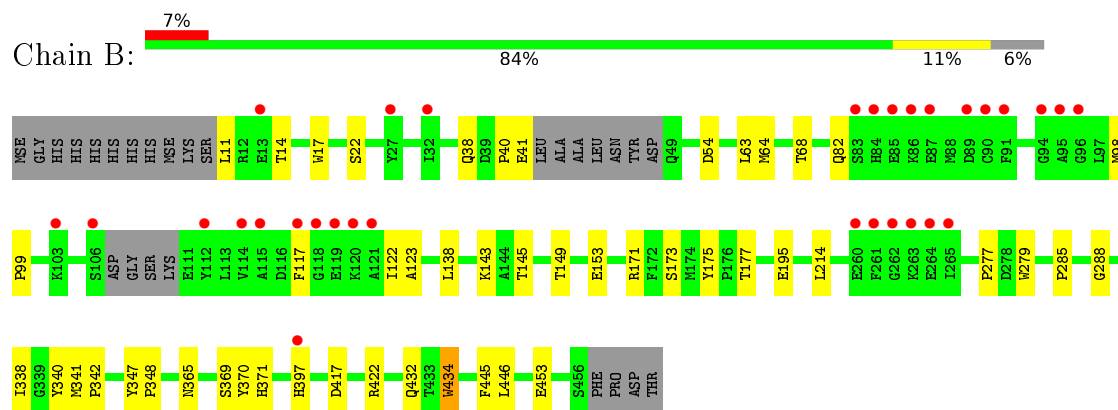 7%
Chain B:
84% 11% 6%
MSE GLY HIS HIS HIS HIS HIS HIS MSE LYS SER L11 R12 E13 T14 W17 S22 Y27 I32 Q38 D39 P40 E41 LEU ALA ALA LEU ASN TYR ASP Q49 D54 L63 M64 T68 Q82 S83 H84 E85 K86 E87 M88 D89 C90 F91 G94 A95 G96 L97 M98
P99 K103 S106 ASP GLY SER LYS E111 Y112 L113 V114 A115 D116 F117 G118 E119 K120 A121 I122 A123 L138 K143 A144 T145 T149 E153 R171 F172 S173 M174 Y175 P176 T177 E195 L214 E260 F261 G262 K263 E264 I265 P277 D278 W279 P285 G288
I338 G339 Y340 M341 P342 Y347 P348 N365 S369 Y370 H371 H397 D417 R422 Q432 T433 W434 F445 L446 E453 S456 PHE PRO ASP THR